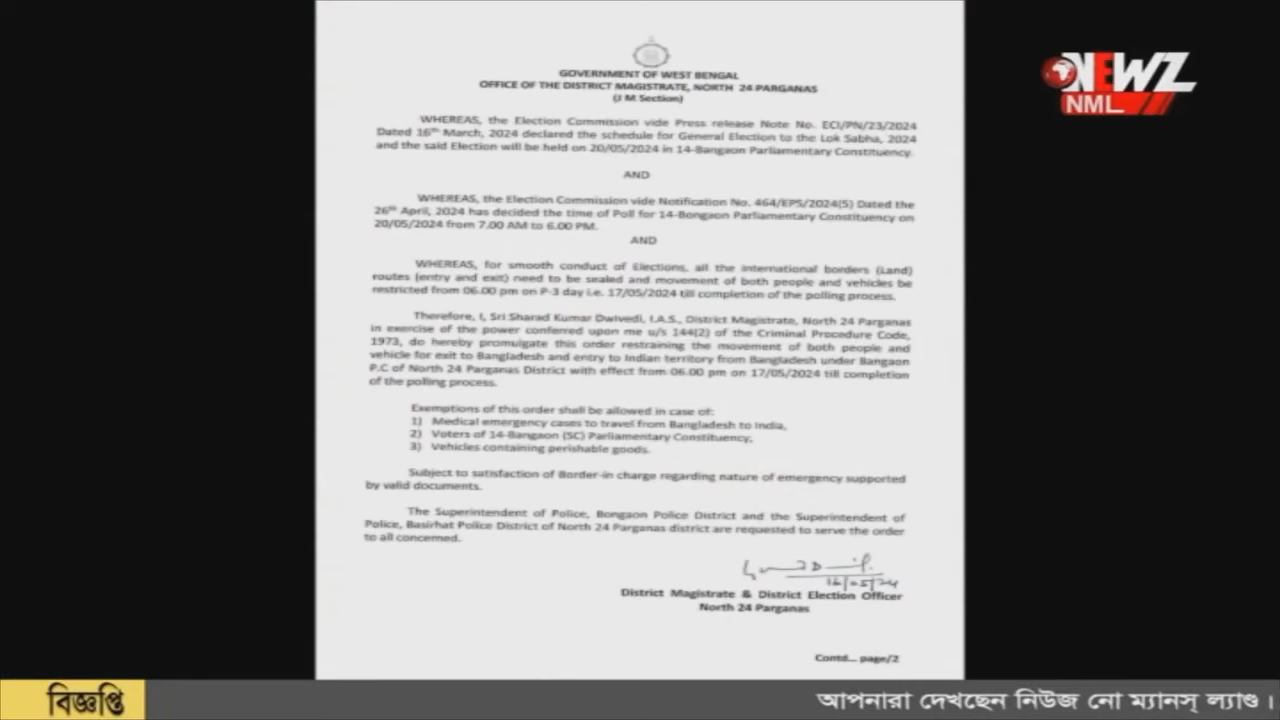 GOVERNMENT OF WEST BENGAL
OFFICE OF THE DISTRICT MAGISTRATE, NORTH 24 PARGANAS
(J M Section)
NEWZ
NML
WHEREAS, the Election Commission vide Press release Note No. ECI/PN/23/2024
Dated 16th March, 2024 declared the schedule for General Election to the Lok Sabha, 2024
and the said Election will be held on 20/05/2024 in 14-Bangaon Parliamentary Constituency.
AND
WHEREAS, the Election Commission vide Notification No. 464/EPS/2024(5) Dated the
26th April, 2024 has decided the time of Poll for 14-Bongaon Parliamentary Constituency on
20/05/2024 from 7.00 AM to 6.00 PM.
AND
WHEREAS, for smooth conduct of Elections, all the international borders (Land)
routes (entry and exit) need to be sealed and movement of both people and vehicles be
restricted from 06.00 pm on P-3 day i.e. 17/05/2024 till completion of the polling process.
Therefore, I, Sri Sharad Kumar Dwivedi, I.A.S., District Magistrate, North 24 Parganas
in exercise of the power conferred upon me u/s 144(2) of the Criminal Procedure Code,
1973, do hereby promulgate this order restraining the movement of both people and
vehicle for exit to Bangladesh and entry to Indian territory from Bangladesh under Bangaon
P.C of North 24 Parganas District with effect from 06.00 pm on 17/05/2024 till completion
of the polling process.
Exemptions of this order shall be allowed in case of:
1) Medical emergency cases to travel from Bangladesh to India,
2) Voters of 14-Bangaon (SC) Parliamentary Constituency,
3) Vehicles containing perishable goods.
Subject to satisfaction of Border-in charge regarding nature of emergency supported
by valid documents.
The Superintendent of Police, Bongaon Police District and the Superintendent of
Police, Basirhat Police District of North 24 Parganas district are requested to serve the order
to all concerned.
16/05/24
District Magistrate & District Election Officer
North 24 Parganas
Contd... page/2
বিজ্ঞপ্তি
আপনারা দেখছেন নিউজ নো ম্যানস্ ল্যাণ্ড।